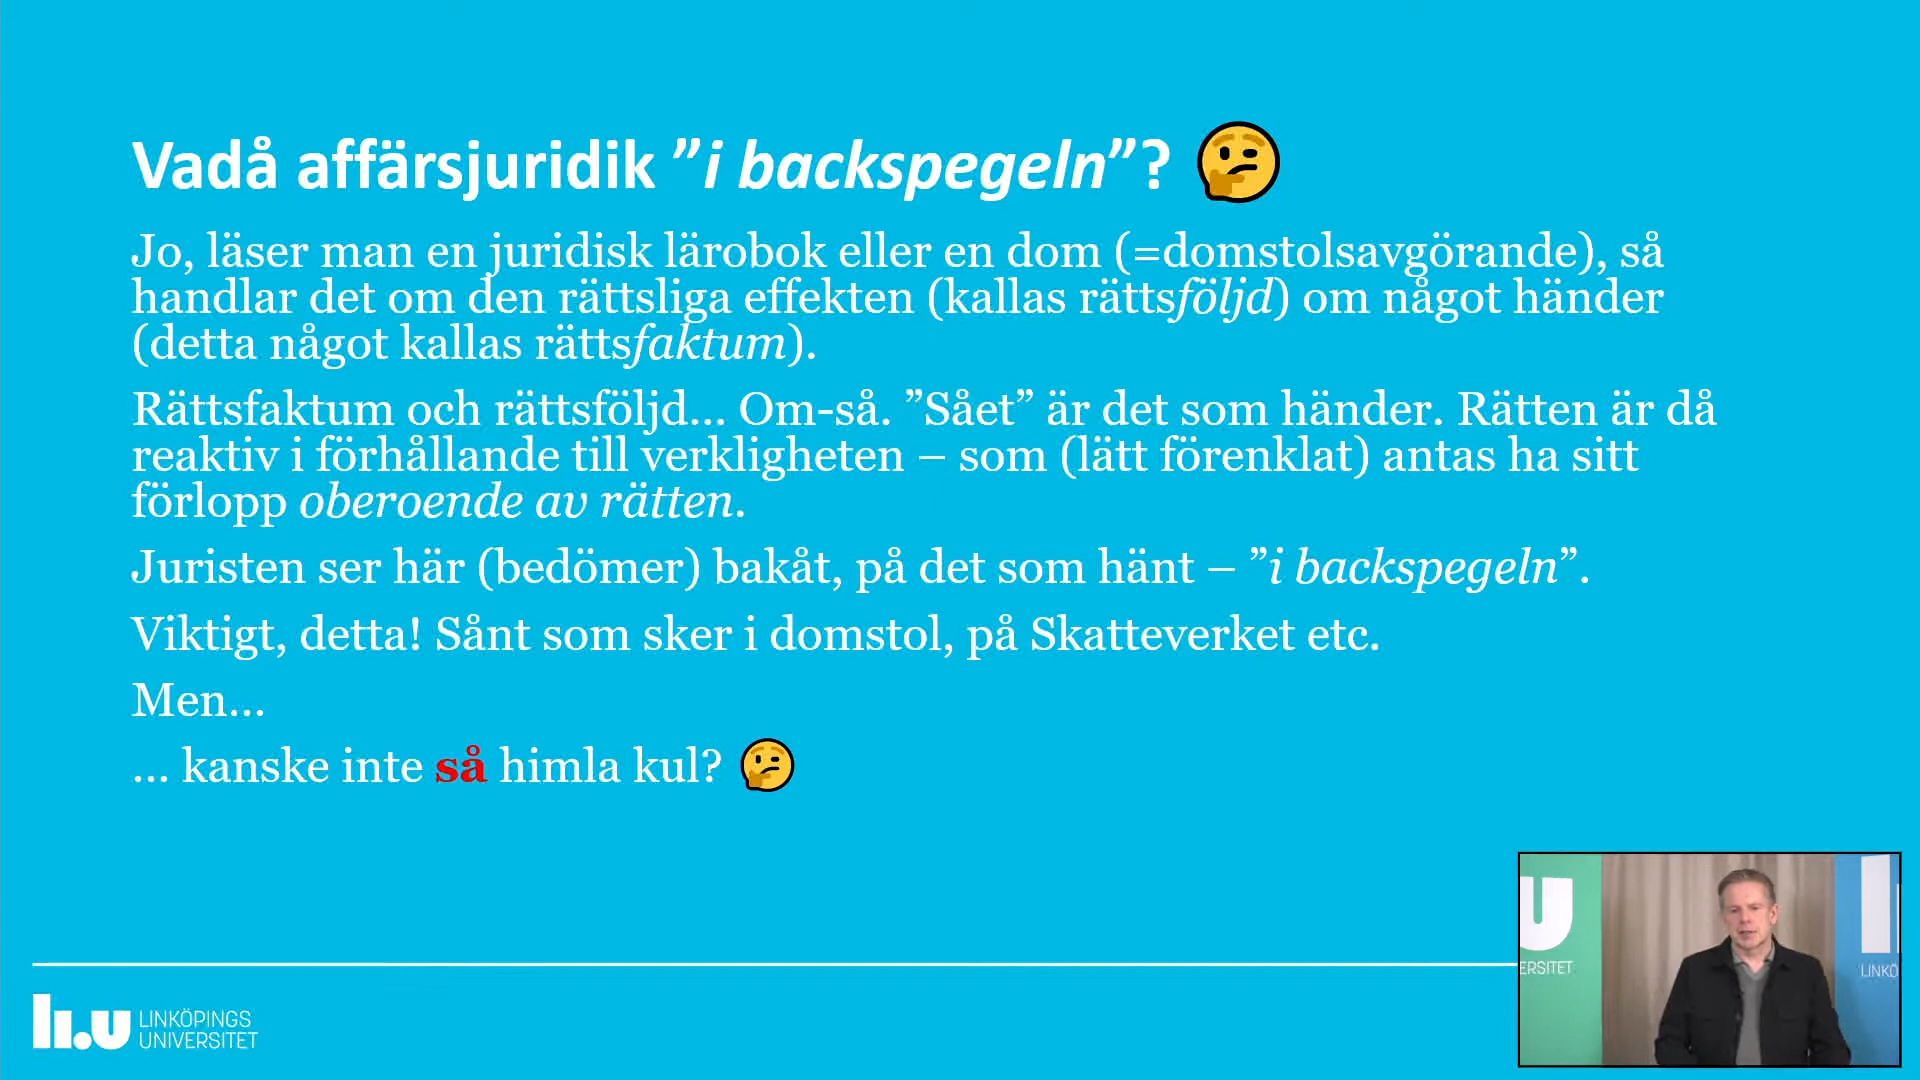 Vadå affärsjuridik ”i backspegeln”? 🤔
Jo, läser man en juridisk lärobok eller en dom (=domstolsavgörande), så
handlar det om den rättsliga effekten (kallas rättsföljd) om något händer
(detta något kallas rättsfaktum).
Rättsfaktum och rättsföljd... Om-så. ”Sået” är det som händer. Rätten är då
reaktiv i förhållande till verkligheten – som (lätt förenklat) antas ha sitt
förlopp oberoende av rätten.
Juristen ser här (bedömer) bakåt, på det som hänt – ”i backspegeln”.
Viktigt, detta! Sånt som sker i domstol, på Skatteverket etc.
Men...
... kanske inte så himla kul? 🤔
U
ERSITET
LINKÖ
li.u LINKÖPINGS
UNIVERSITET